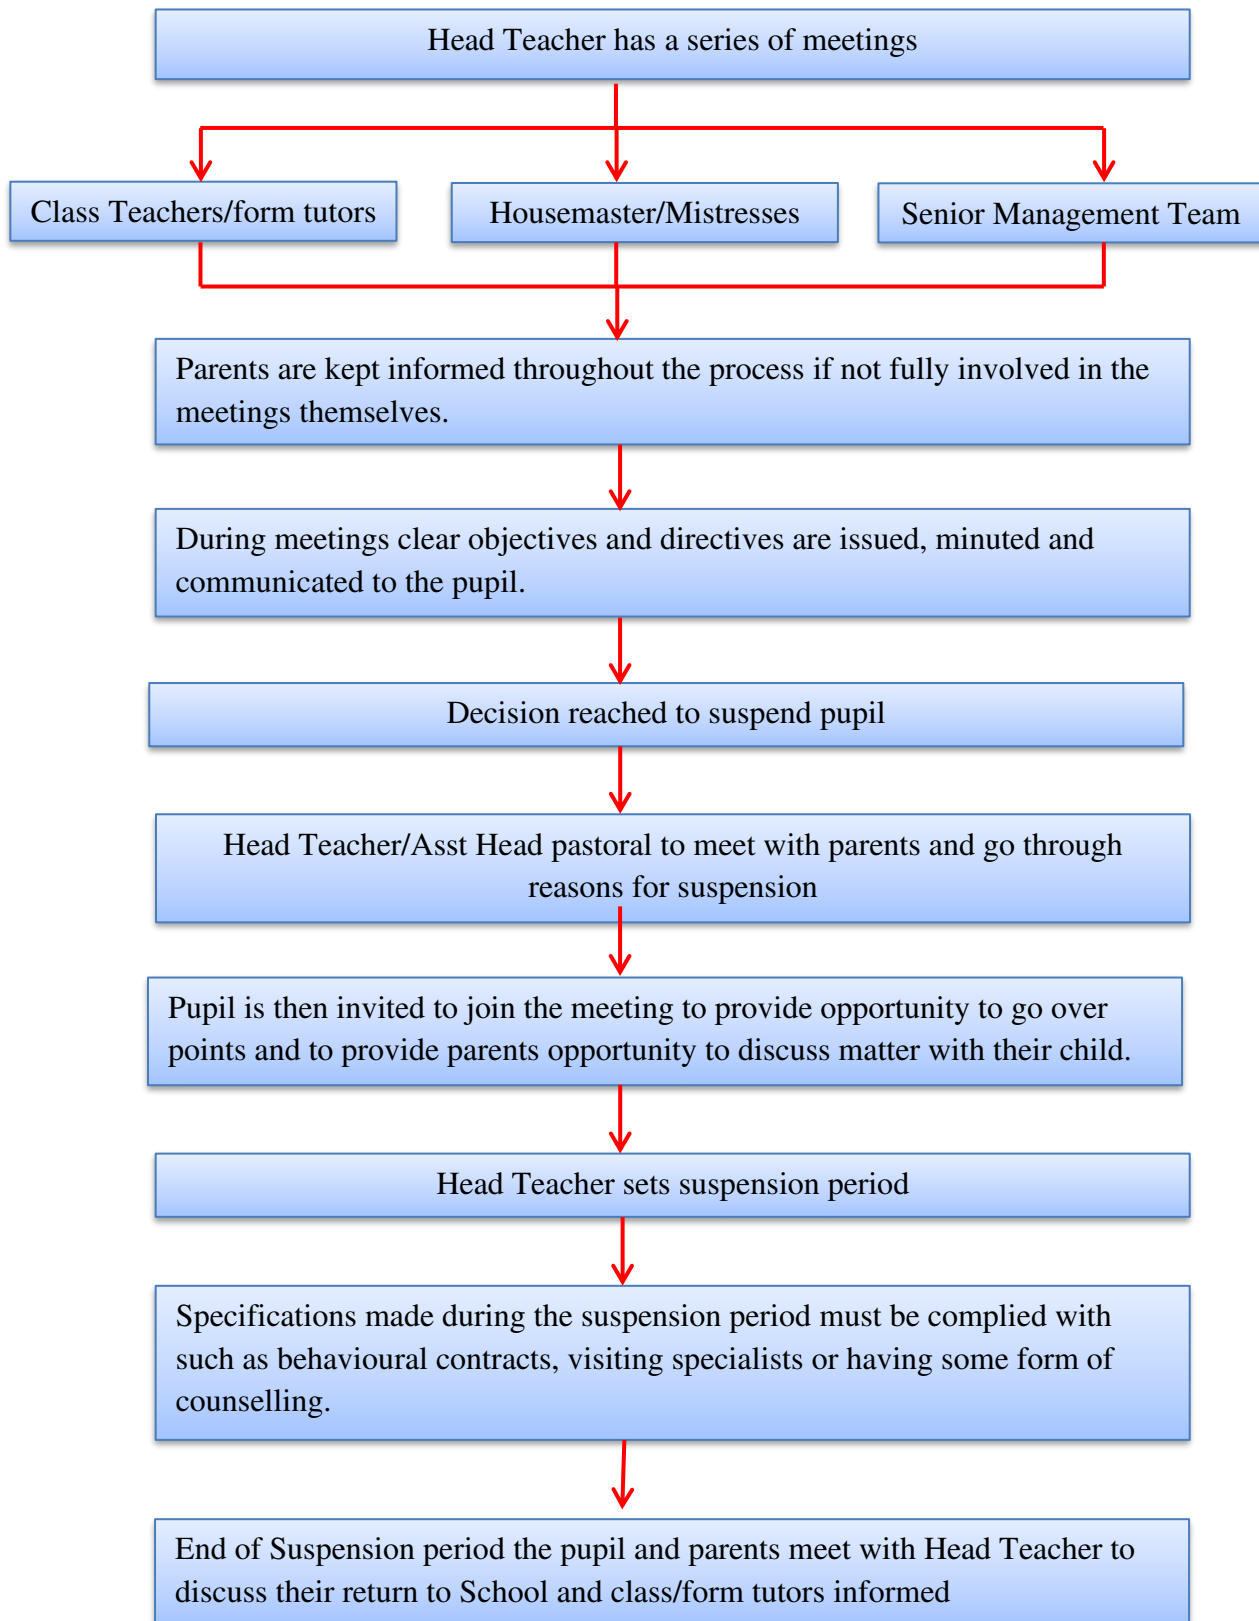 Head Teacher has a series of meetings
Class Teachers/form tutors
Housemaster/Mistresses
Senior Management Team
Parents are kept informed throughout the process if not fully involved in the
meetings themselves.
During meetings clear objectives and directives are issued, minuted and
communicated to the pupil.
Decision reached to suspend pupil
Head Teacher/Asst Head pastoral to meet with parents and go through
reasons for suspension
Pupil is then invited to join the meeting to provide opportunity to go over
points and to provide parents opportunity to discuss matter with their child.
Head Teacher sets suspension period
Specifications made during the suspension period must be complied with
such as behavioural contracts, visiting specialists or having some form of
counselling.
End of Suspension period the pupil and parents meet with Head Teacher to
discuss their return to School and class/form tutors informed